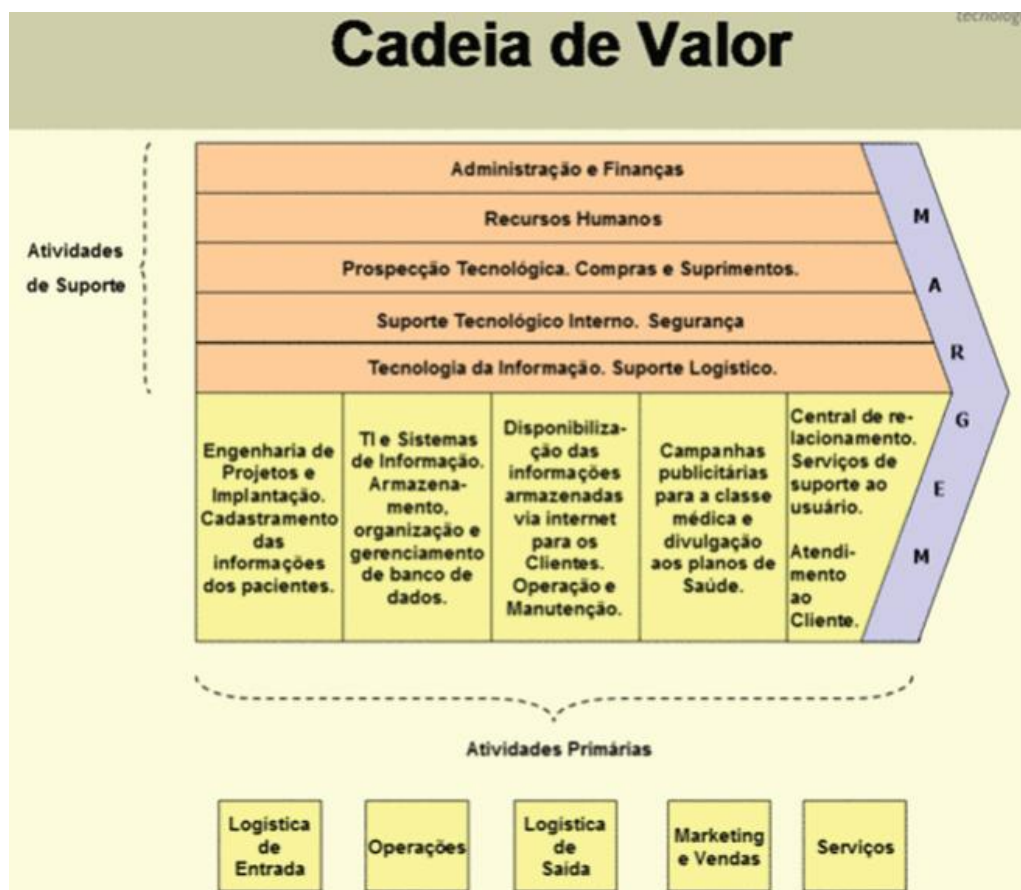 tecnolog
Cadeia de Valor
Administração e Finanças
Recursos Humanos
Prospecção Tecnológica. Compras e Suprimentos.
Suporte Tecnológico Interno. Segurança
Tecnologia da Informação. Suporte Logístico.
Atividades
de Suporte
Engenharia de
Projetos e
Implantação.
Cadastramento
das
informações
dos pacientes.
TI e Sistemas
de Informação.
Armazena-
mento,
organização e
gerenciamento
de banco de
dados.
Disponibiliza-
ção das
informações
armazenadas
via internet
para os
Clientes.
Operação e
Manutenção.
Campanhas
publicitárias
para a classe
médica e
divulgação
aos planos de
Saúde.
Central de re-
lacionamento.
Serviços de
suporte ao
usuário.
Atendi-
mento
ao
Cliente.
M
A
R
G
E
M
Atividades Primárias
Logística
de
Entrada
Operações
Logística
de
Saída
Marketing
e Vendas
Serviços